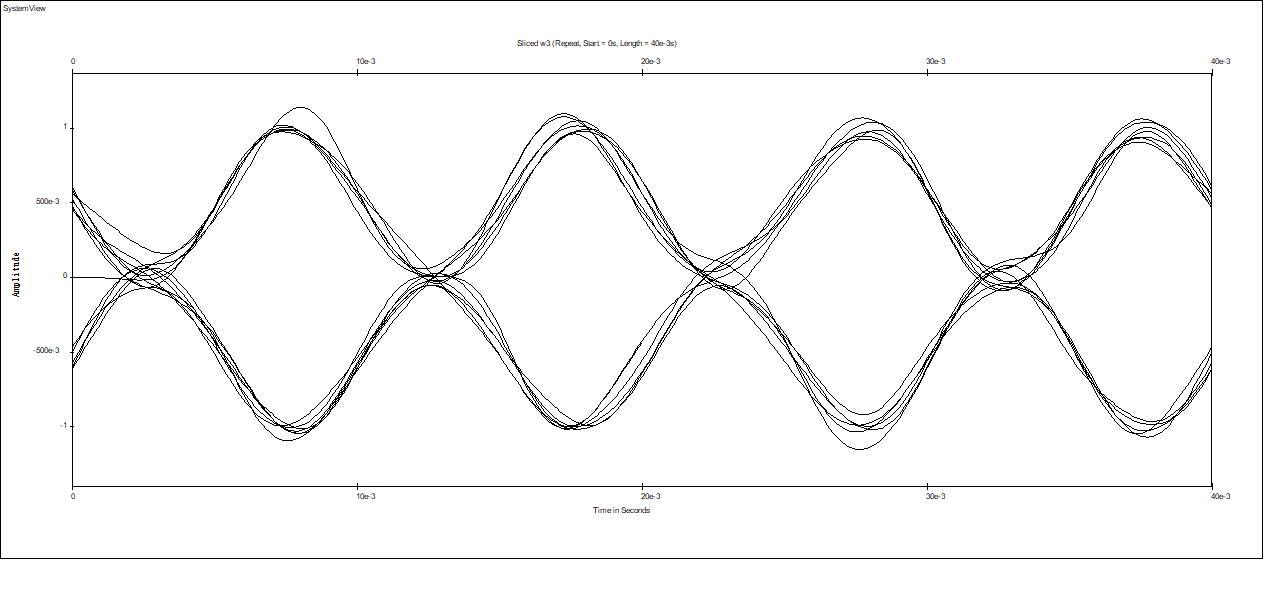 SystemView
Sliced w3 (Repeat, Start = 0s, Length = 40e-3s)
0 10e-3 20e-3 30e-3 40e-3
1
500e-3
0
-500e-3
-1
Amplitude
0 10e-3 20e-3 30e-3 40e-3
Time in Seconds